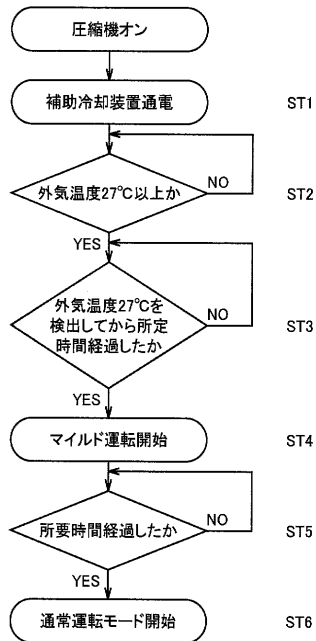 圧縮機オン
補助冷却装置通電
ST1
外気温度27℃以上か
NO
ST2
YES
外気温度27℃を
検出してから所定
時間経過したか
NO
ST3
YES
マイルド運転開始
ST4
所要時間経過したか
NO
ST5
YES
通常運転モード開始
ST6